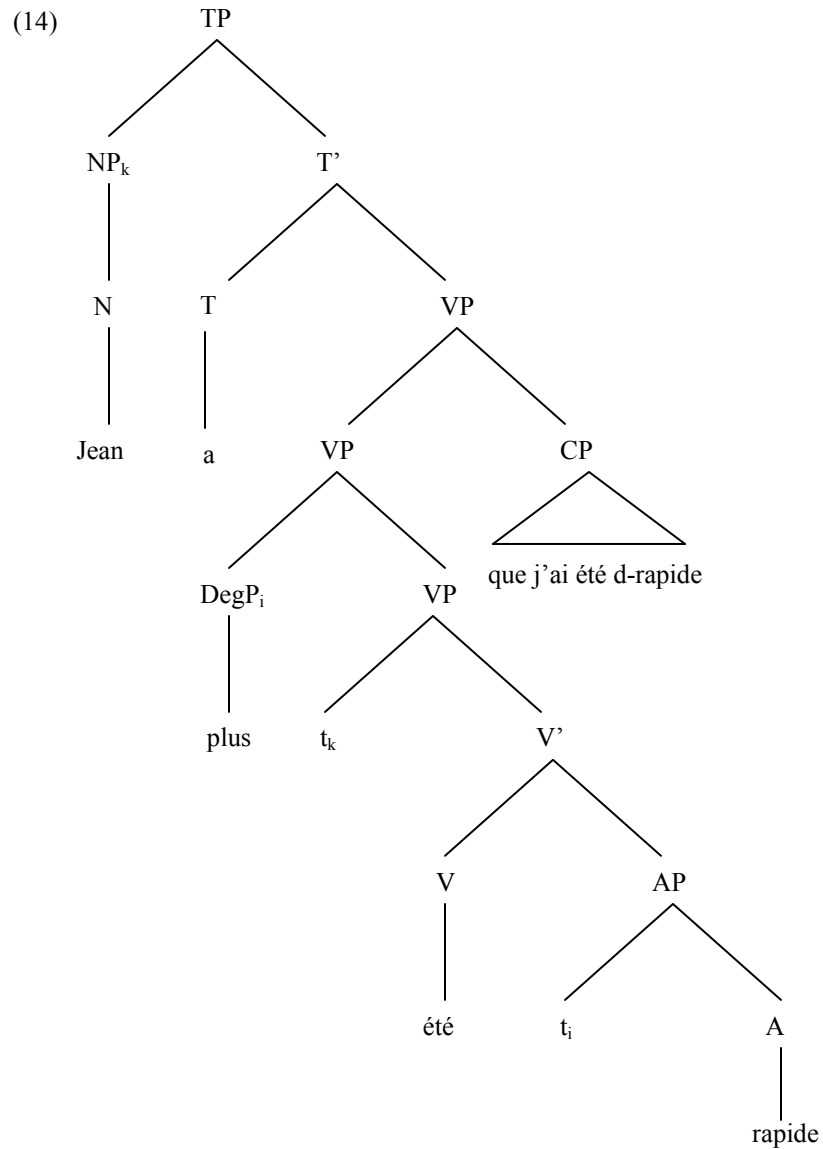 (14) TP
NPk T’
N T VP
Jean a VP CP
DegPi VP que j’ai été d-rapide
plus tk V’
V AP
été ti A
rapide